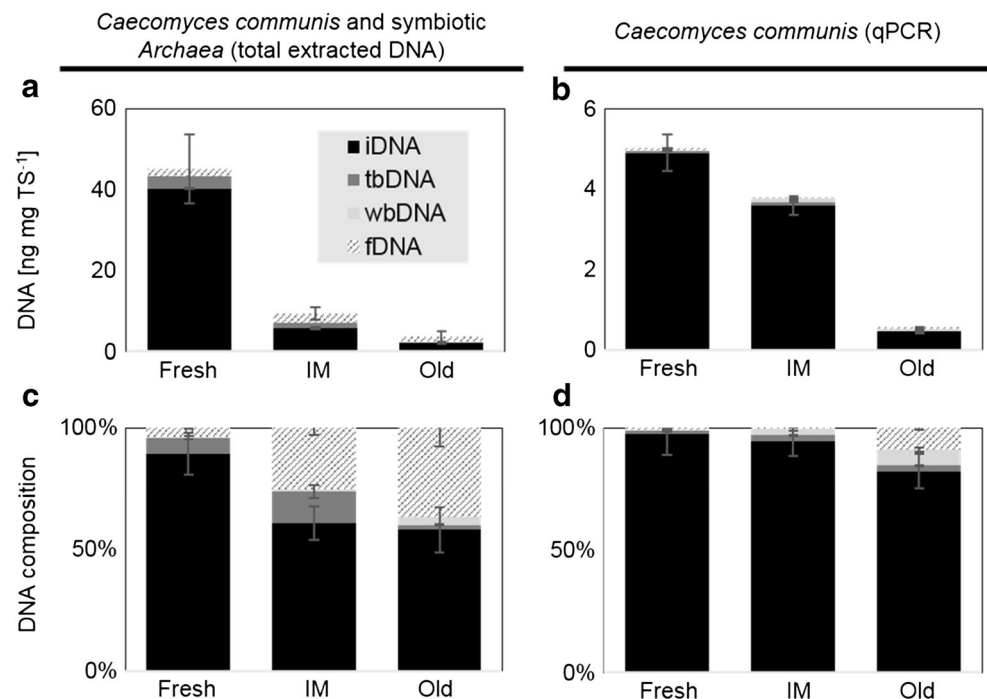 Caecomyces communis and symbiotic
Archaea (total extracted DNA)
Caecomyces communis (qPCR)
a
b
60
40
20
0
DNA [ng mg TS-1]
iDNA
tbDNA
wbDNA
fDNA
Fresh IM Old
6
4
2
0
Fresh IM Old
c
d
100%
50%
0%
DNA composition
Fresh IM Old
100%
50%
0%
Fresh IM Old